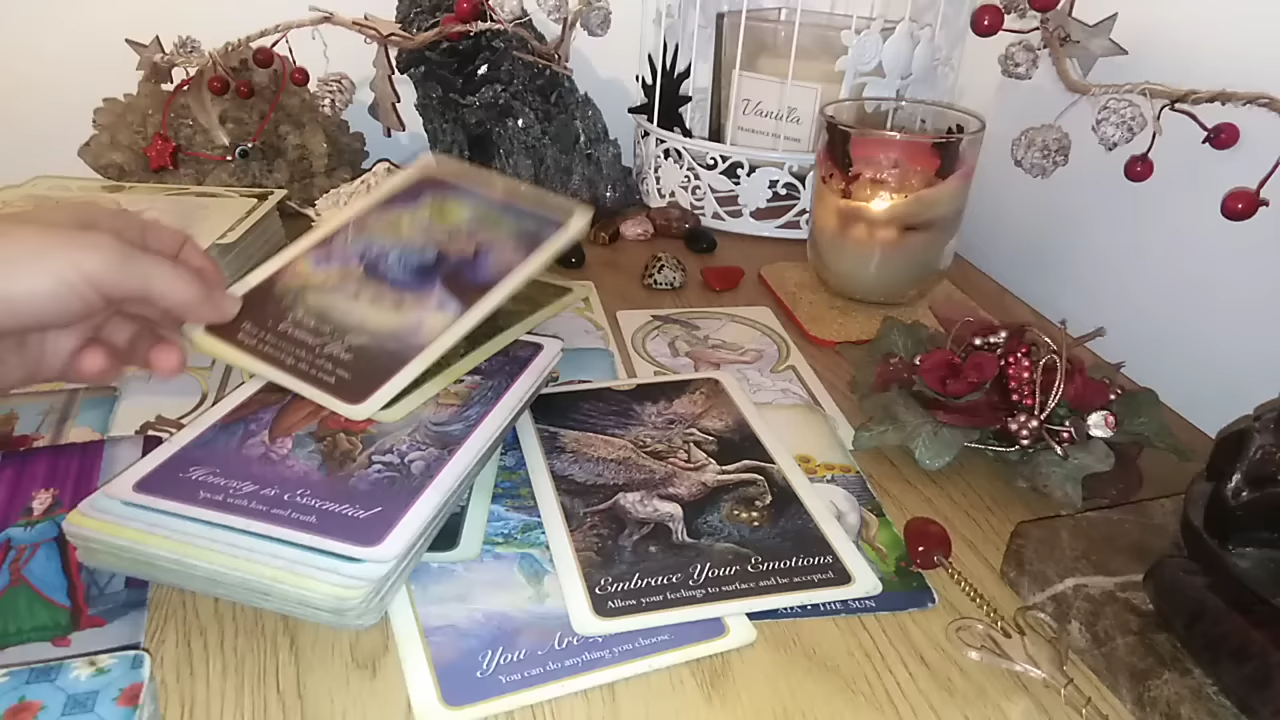 Vanilla
FRAGRANCE
Honesty is Essential
Speak with love and truth.
Embrace Your Emotions
Allow your feelings to surface and be accepted.
XIX • THE SUN
You Are
You can do anything you choose.